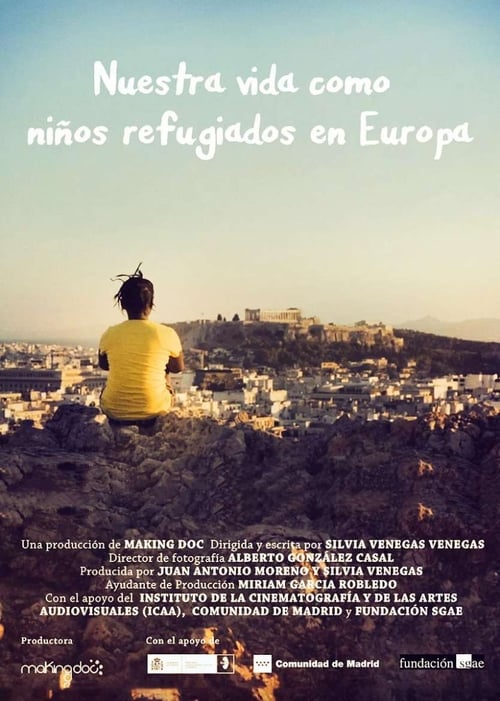 Nuestra vida como
niños refugiados en Europa
Una producción de MAKING DOC Dirigida y escrita por SILVIA VENEGAS VENEGAS
Director de fotografía ALBERTO GONZÁLEZ CASAL
Producida por JUAN ANTONIO MORENO Y SILVIA VENEGAS
Ayudante de Producción MIRIAM GARCIA ROBLEDO
Con el apoyo del INSTITUTO DE LA CINEMATOGRAFÍA Y DE LAS ARTES
AUDIOVISUALES (ICAA), COMUNIDAD DE MADRID y FUNDACIÓN SGAE
Productora
Con el apoyo de
making doc
Comunidad de Madrid
fundación sgae